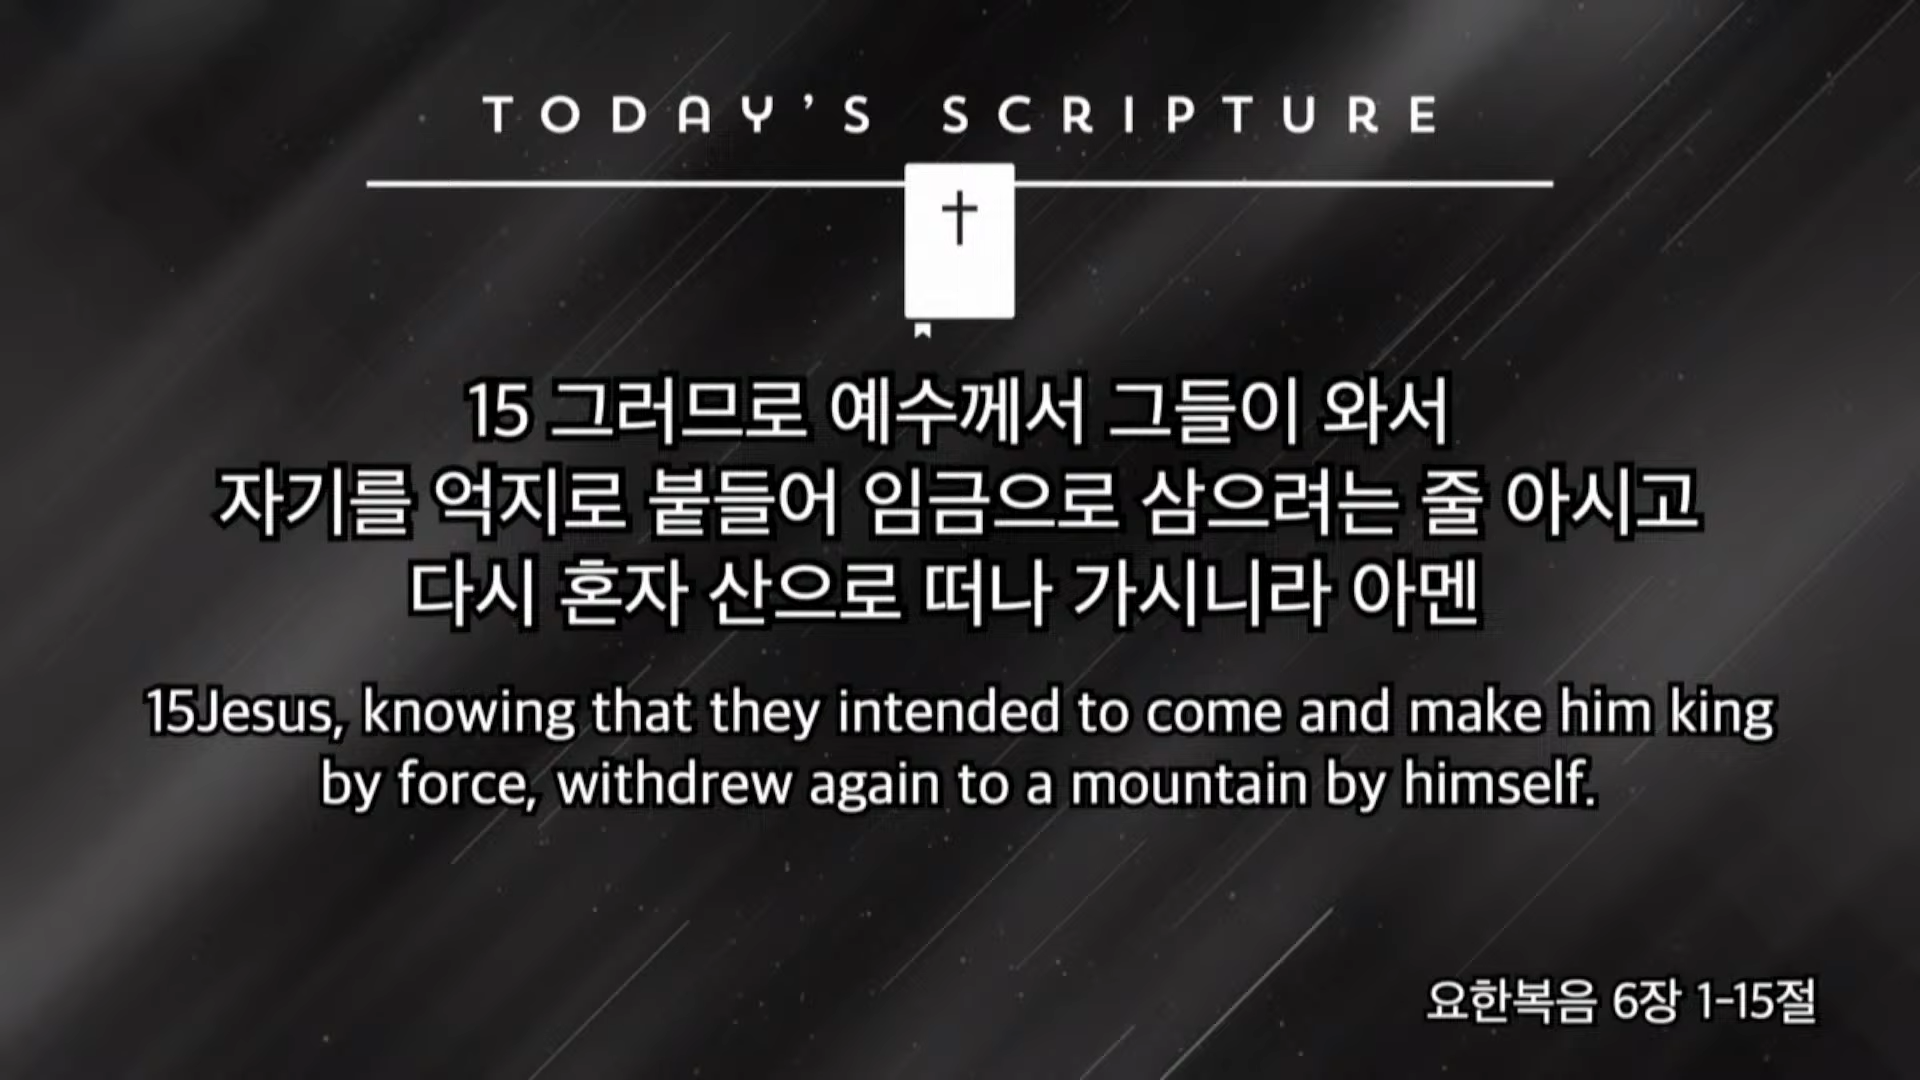 TODAY'S SCRIPTURE
15 그러므로 예수께서 그들이 와서
자기를 억지로 붙들어 임금으로 삼으려는 줄 아시고
다시 혼자 산으로 떠나 가시니라 아멘
15Jesus, knowing that they intended to come and make him king
by force, withdrew again to a mountain by himself.
요한복음 6장 1-15절